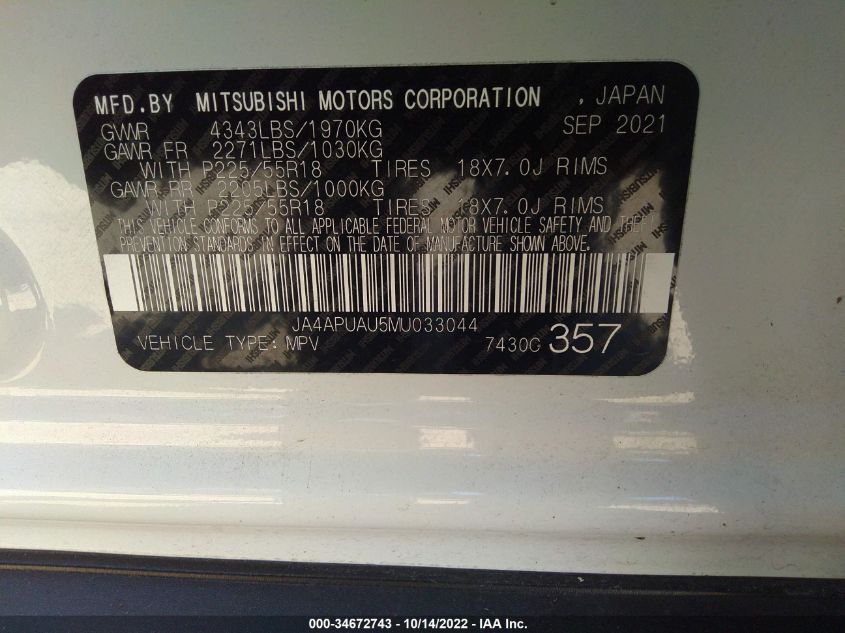 MFD.BY MITSUBISHI MOTORS CORPORATION , JAPAN
GVWR 4343LBS/1970KG SEP 2021
GAWR FR 2271LBS/1030KG
WITH P225/55R18 TIRES 18X7.0J RIMS
GAWR RR 2205LBS/1000KG
WITH P225/55R18 TIRES 18X7.0J RIMS
THIS VEHICLE CONFORMS TO ALL APPLICABLE FEDERAL MOTOR VEHICLE SAFETY AND THEFT
PREVENTION STANDARDS IN EFFECT ON THE DATE OF MANUFACTURE SHOWN ABOVE.
JA4APUAU5MU033044
VEHICLE TYPE:MPV 7430G 357
000-34672743 - 10/14/2022 - IAA Inc.